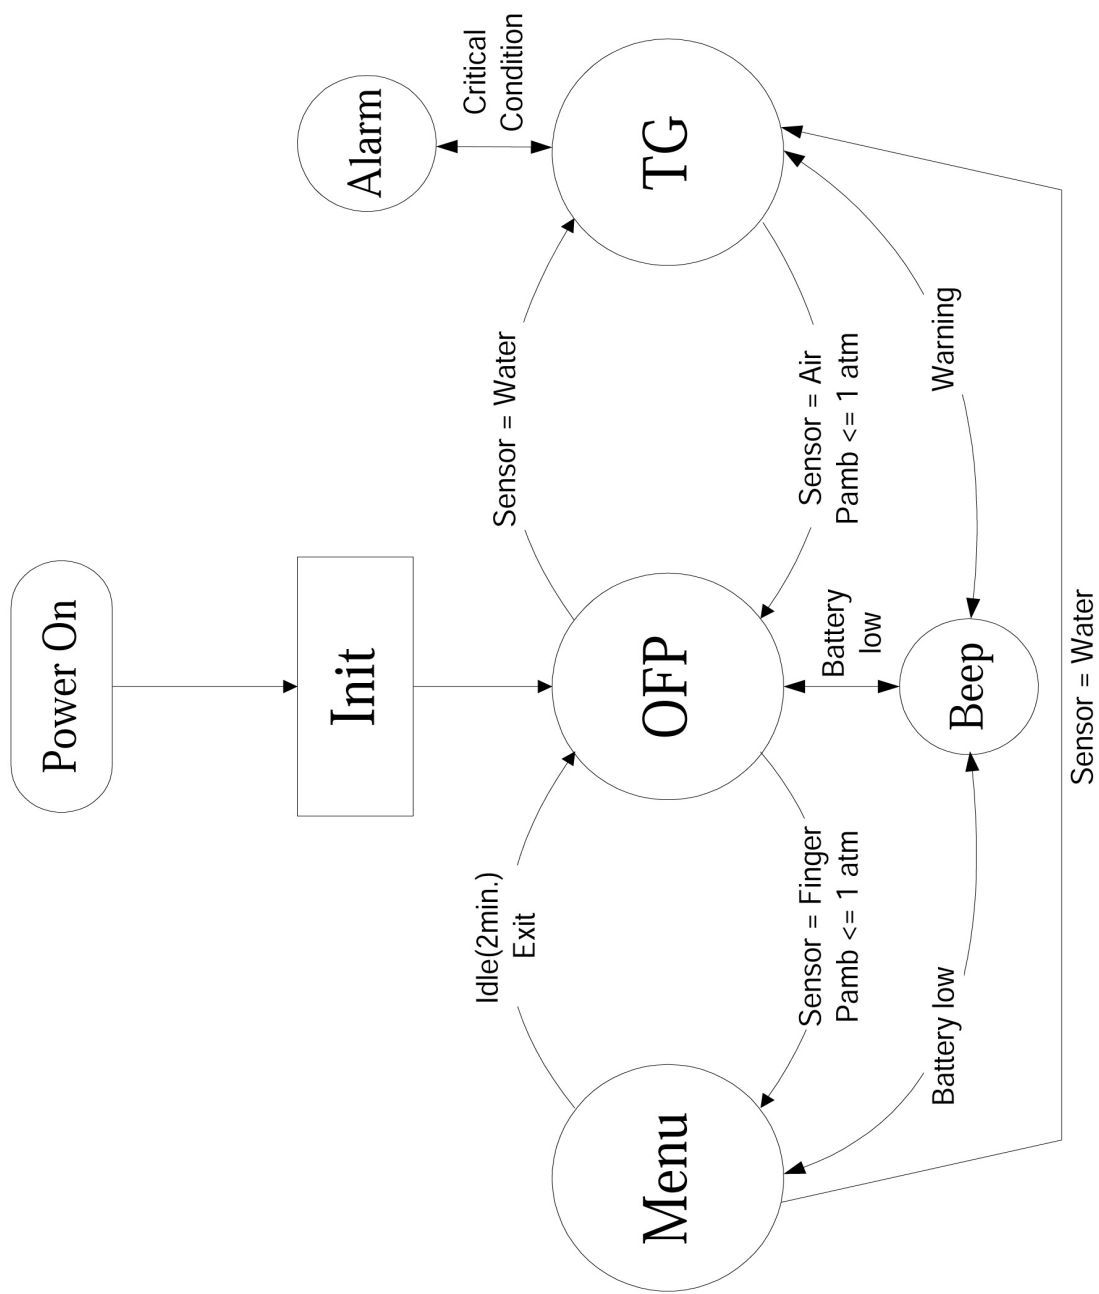 Power On
Init
Alarm
Critical
Condition
Idle(2min.)
Exit
Sensor = Water
Menu
OFP
TG
Sensor = Finger
Pamb <= 1 atm
Sensor = Air
Pamb <= 1 atm
Battery
low
Battery low
Beep
Warning
Sensor = Water